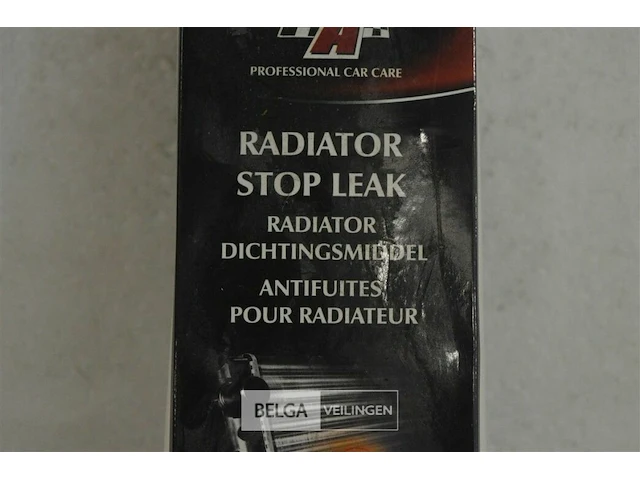 A
PROFESSIONAL CAR CARE
RADIATOR
STOP LEAK
RADIATOR
DICHTINGSMIDDEL
ANTIFUITES
POUR RADIATEUR
BELGA VEILINGEN